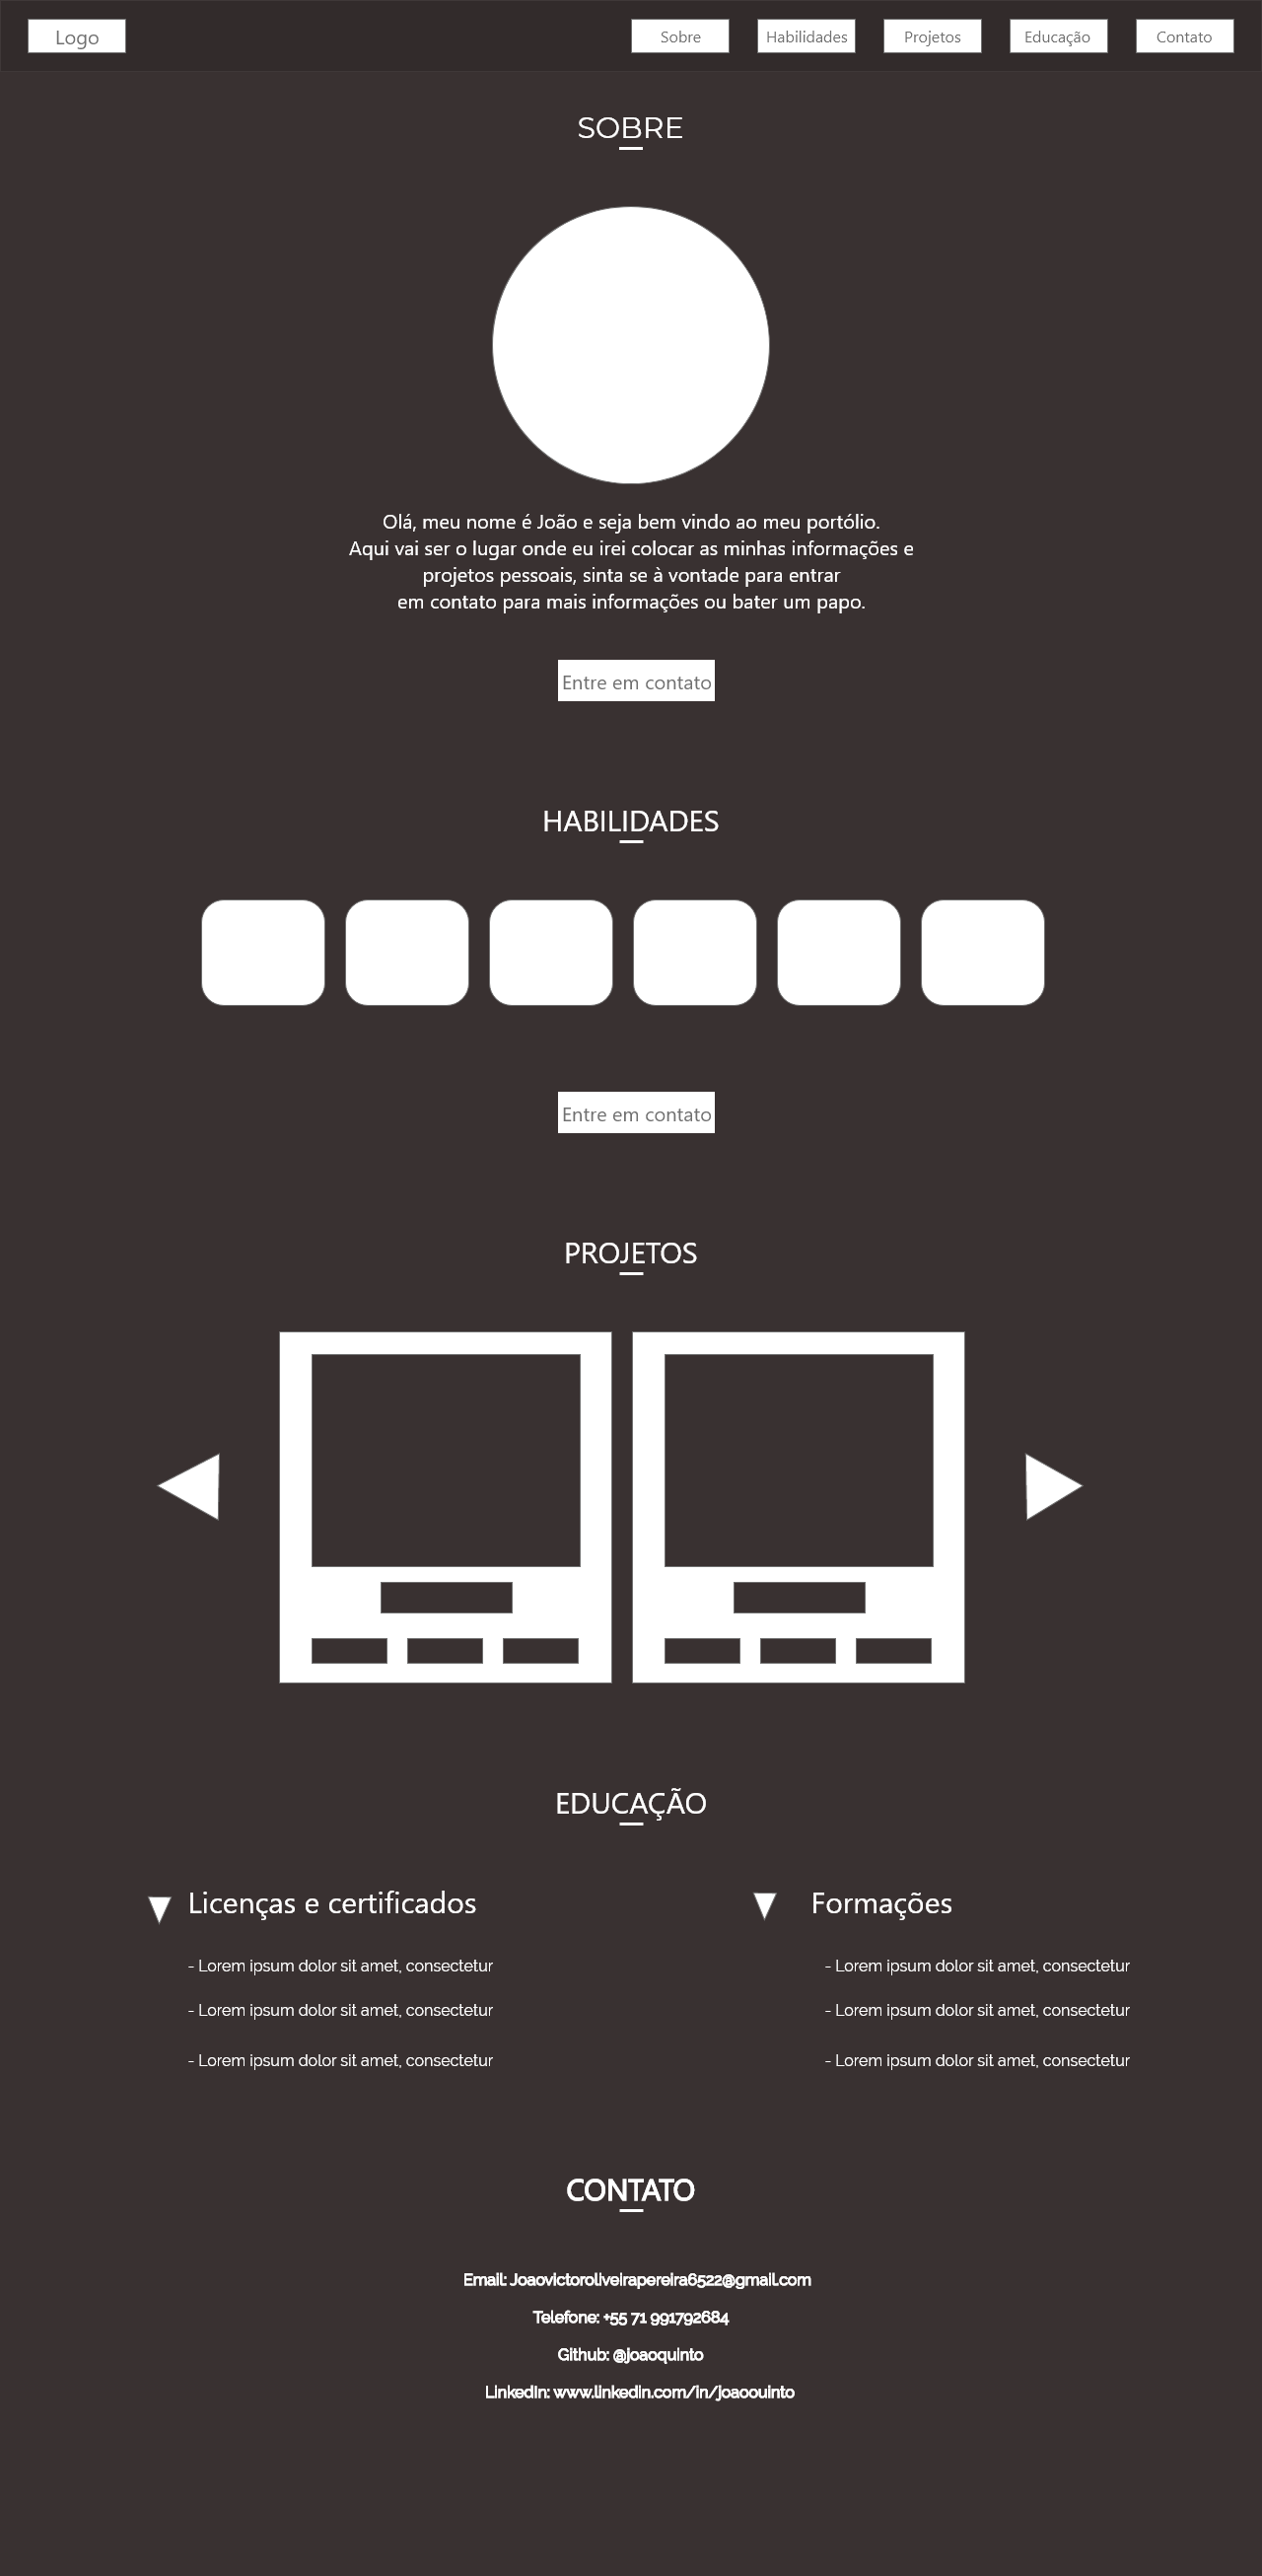 Logo
Sobre
Habilidades
Projetos
Educação
Contato
SOBRE
Olá, meu nome é João e seja bem vindo ao meu portólio.
Aqui vai ser o lugar onde eu irei colocar as minhas informações e
projetos pessoais, sinta se à vontade para entrar
em contato para mais informações ou bater um papo.
Entre em contato
HABILIDADES
Entre em contato
PROJETOS
EDUCAÇÃO
Licenças e certificados
- Lorem ipsum dolor sit amet, consectetur
- Lorem ipsum dolor sit amet, consectetur
- Lorem ipsum dolor sit amet, consectetur
Formações
- Lorem ipsum dolor sit amet, consectetur
- Lorem ipsum dolor sit amet, consectetur
- Lorem ipsum dolor sit amet, consectetur
CONTATO
Email: Joaovictoroliveirapereira6522@gmail.com
Telefone: +55 71 991792684
Github: @joaoquinto
Linkedin: www.linkedin.com/in/joaoouinto